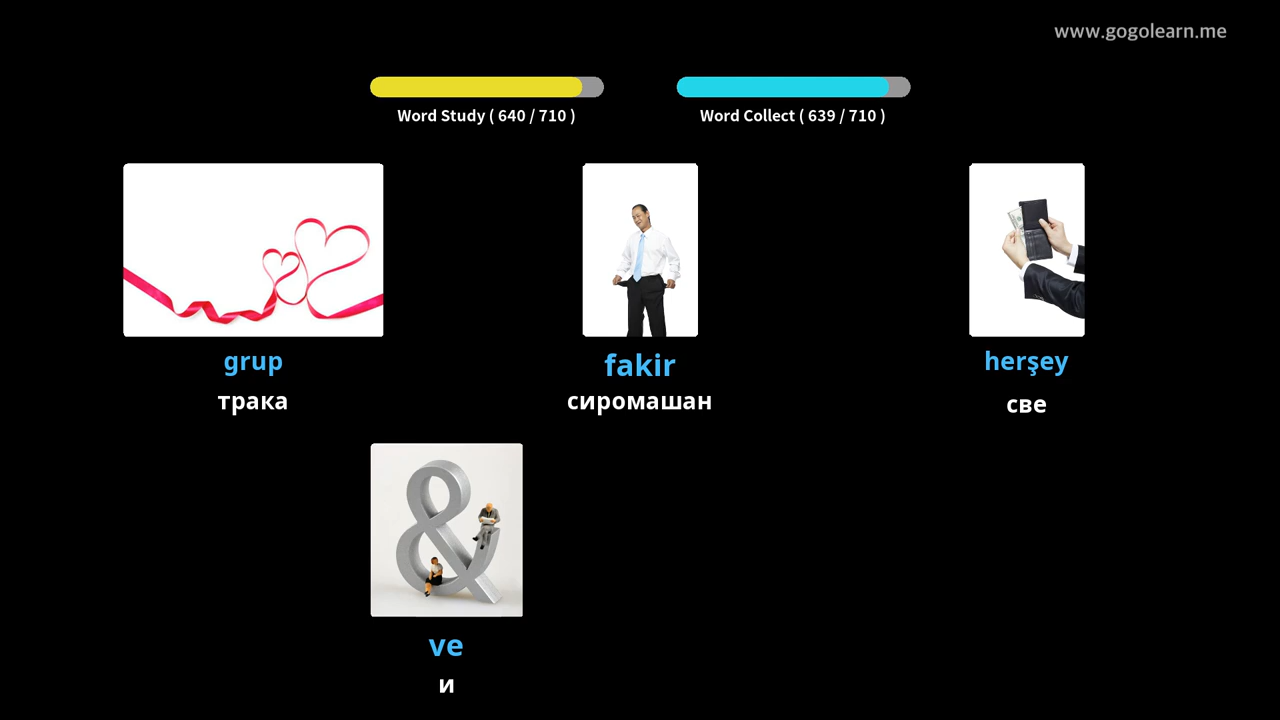 www.gogolearn.me
Word Study ( 640 / 710 )
Word Collect ( 639 / 710 )
grup
fakir
herşey
трака
сиромашан
све
ve
и